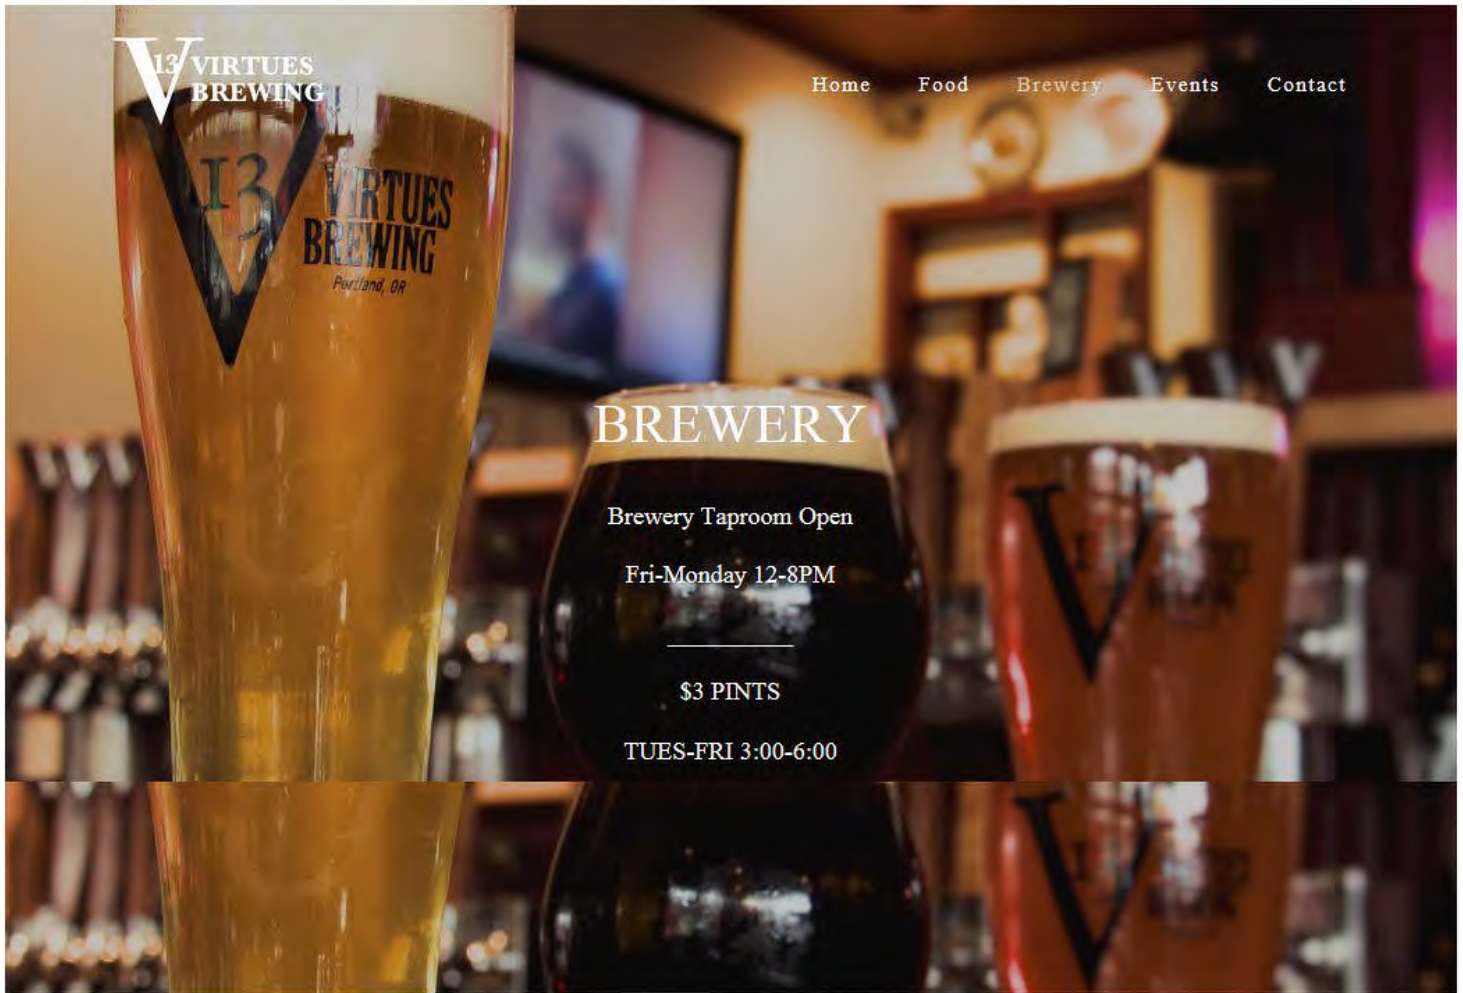 13 VIRTUES
BREWING
Home Food Brewery Events Contact
13
VIRTUES
BREWING
Portland, OR
BREWERY
Brewery Taproom Open
Fri-Monday 12-8PM
$3 PINTS
TUES-FRI 3:00-6:00